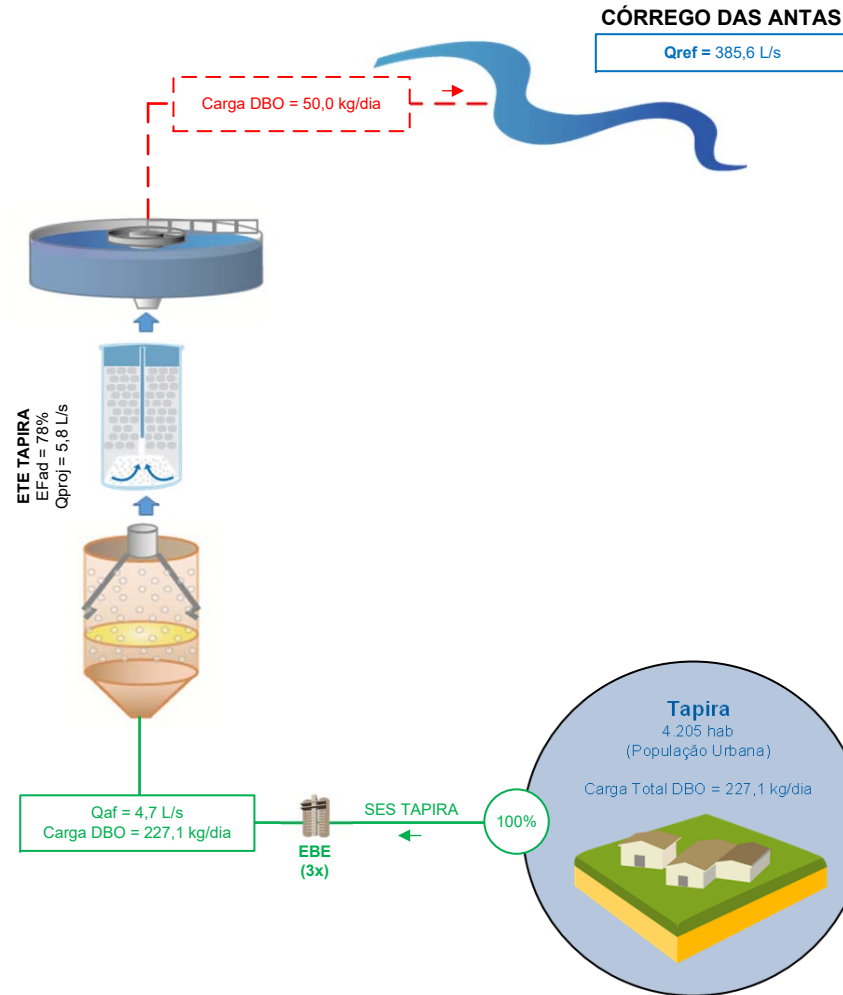 CÓRREGO DAS ANTAS
Qref = 385,6 L/s
Carga DBO = 50,0 kg/dia
ETE TAPIRA
EFad = 78%
Qproj = 5,8 L/s
Tapira
4.205 hab
(População Urbana)
Carga Total DBO = 227,1 kg/dia
Qaf = 4,7 L/s
Carga DBO = 227,1 kg/dia
EBE
(3x)
SES TAPIRA
100%